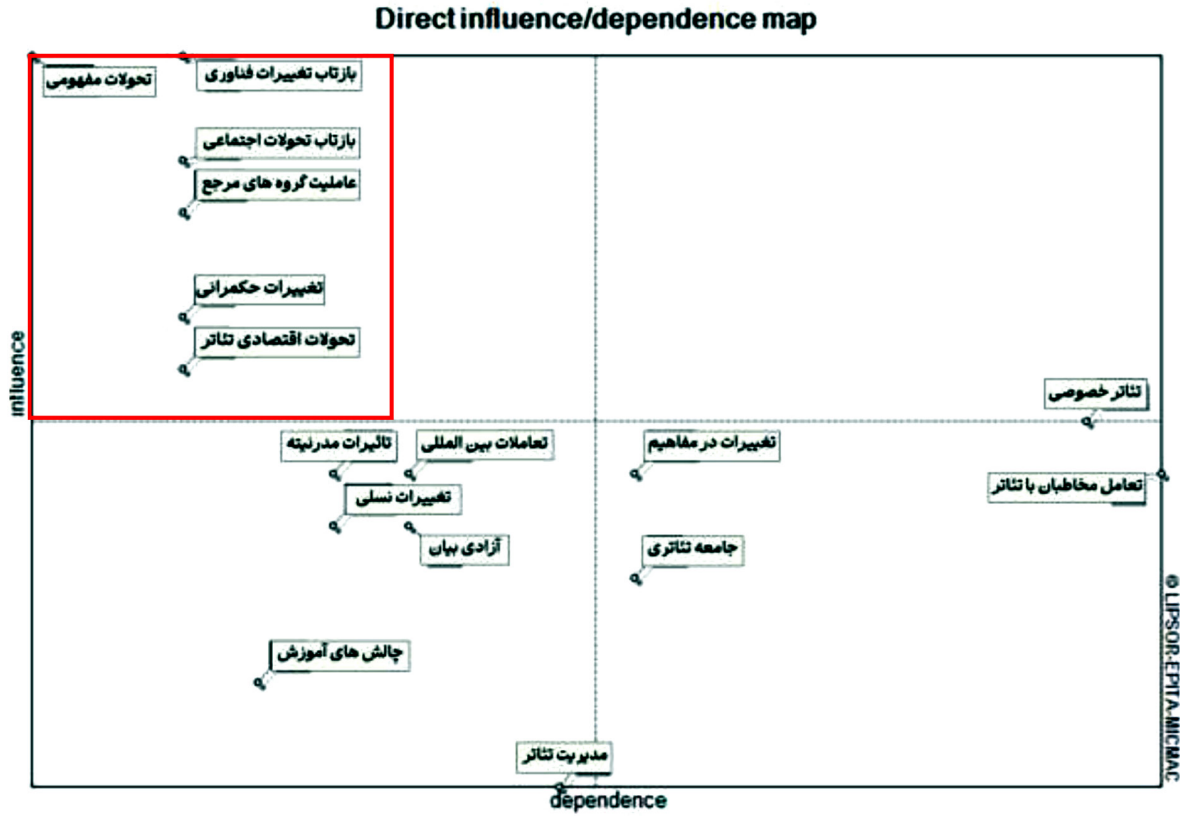 Direct influence/dependence map
تحولات مفهومی
بازتاب تغییرات فناوری
بازتاب تحولات اجتماعی
عاملیت گروه های مرجع
تغییرات حکمرانی
تحولات اقتصادی تئاتر
influence
تئاتر خصوصی
تاثیرات مدرنیته
تعاملات بین المللی
تغییرات در مفاهیم
تعامل مخاطبان با تئاتر
تغییرات نسلی
آزادی بیان
جامعه تئاتری
چالش های آموزش
مدیریت تئاتر
dependence
© LIPSOR-EPITA-MICMAC